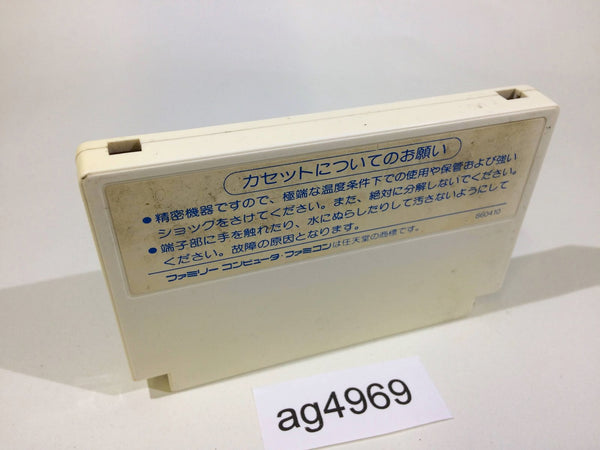 カセットについてのお願い
●精密機器ですので、極端な温度条件下での使用や保管および強い
ショックをさけてください。また、絶対に分解しないでください。
●端子部に手を触れたり、水にぬらしたりして汚さないようにして
ください。故障の原因となります。
860410
ファミリーコンピュータ・ファミコンは任天堂の商標です。
ag4969